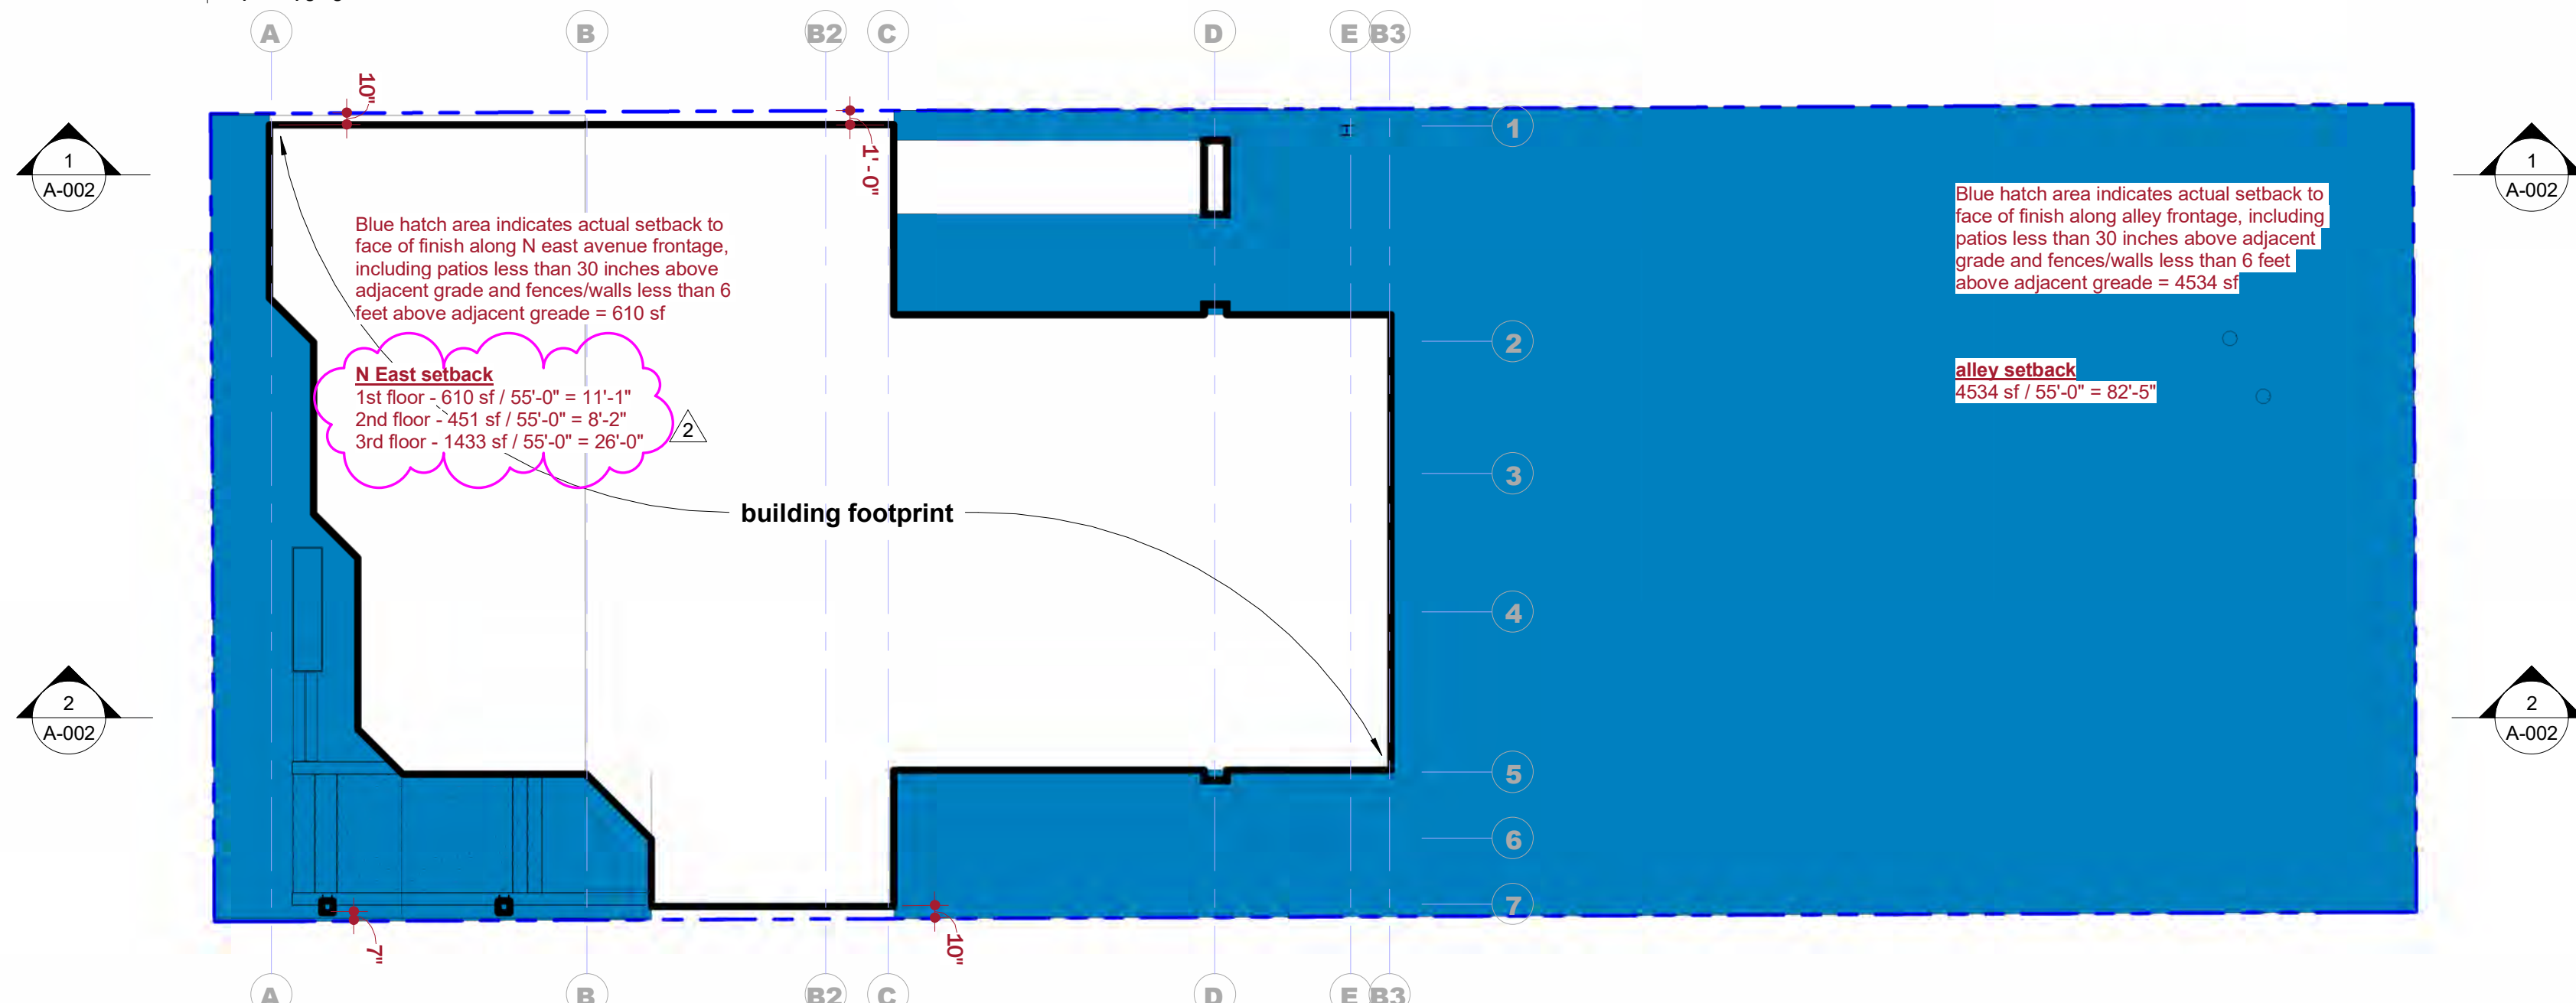 A B B2 C D E B3
10"
1'-0"
1
1
A-002
1
A-002
Blue hatch area indicates actual setback to
face of finish along N east avenue frontage,
including patios less than 30 inches above
adjacent grade and fences/walls less than 6
feet above adjacent greade = 610 sf
Blue hatch area indicates actual setback to
face of finish along alley frontage, including
patios less than 30 inches above adjacent
grade and fences/walls less than 6 feet
above adjacent greade = 4534 sf
2
N East setback
1st floor - 610 sf / 55'-0" = 11'-1"
2nd floor - 451 sf / 55'-0" = 8'-2"
3rd floor - 1433 sf / 55'-0" = 26'-0"
2
alley setback
4534 sf / 55'-0" = 82'-5"
3
building footprint
4
2
A-002
2
A-002
5
6
7
7"
10"
A B B2 C D E B3